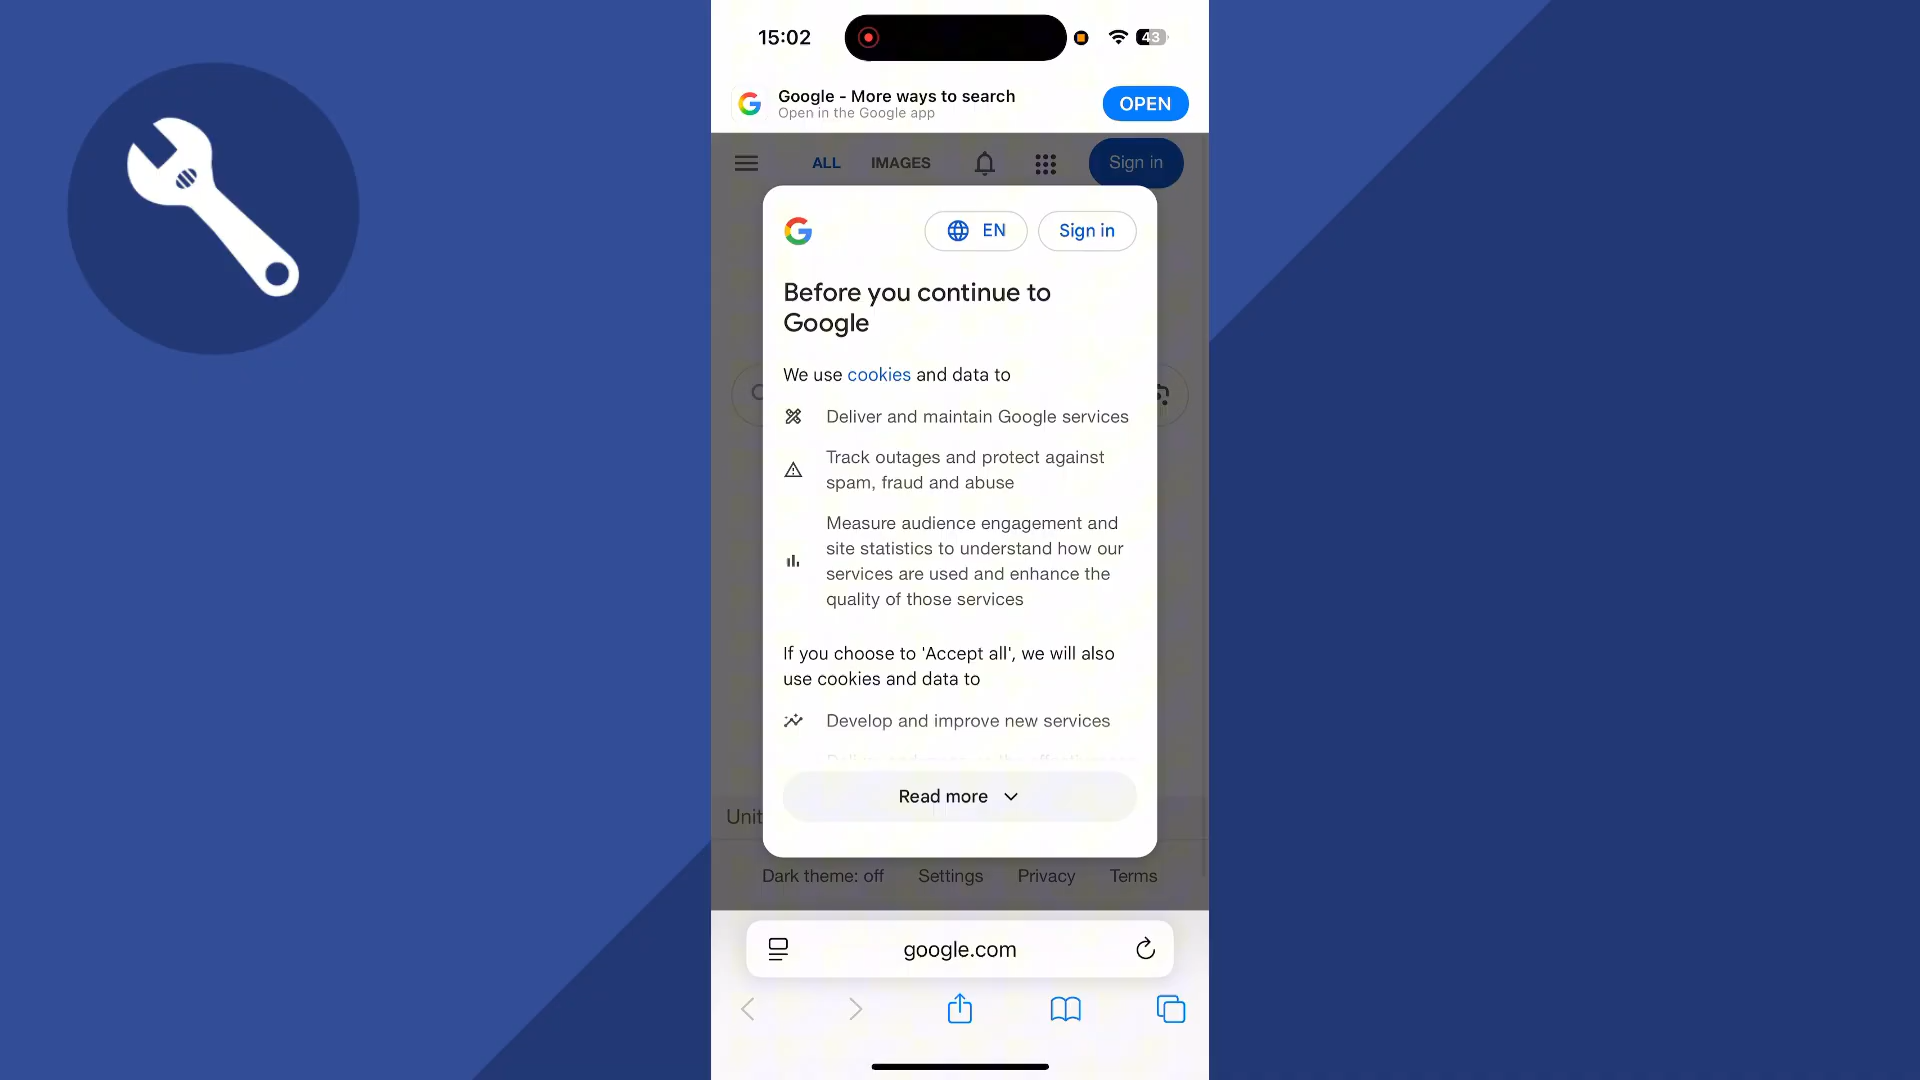 15:02
43
Google - More ways to search
Open in the Google app
OPEN
ALL
IMAGES
Sign in
EN
Sign in
Before you continue to
Google
We use cookies and data to
Deliver and maintain Google services
Track outages and protect against
spam, fraud and abuse
Measure audience engagement and
site statistics to understand how our
services are used and enhance the
quality of those services
If you choose to 'Accept all', we will also
use cookies and data to
Develop and improve new services
Read more
Unit
Dark theme: off
Settings
Privacy
Terms
google.com